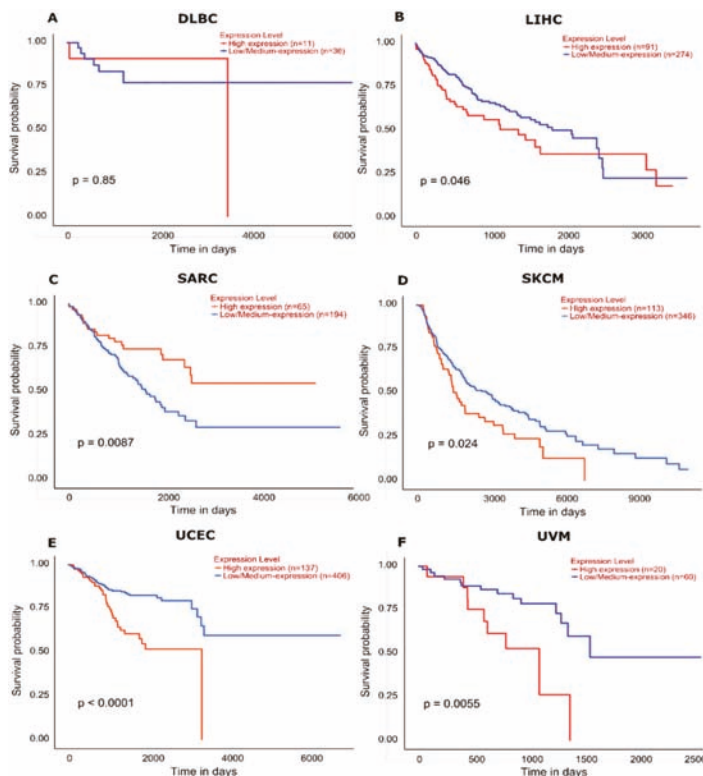 A DLBC
Expression Level
High expression (n=11)
Low/Medium-expression (n=36)
1.00
0.75
0.50
0.25
0.00
Survival probability
p = 0.85
0 2000 4000 6000
Time in days
B LIHC
Expression Level
High expression (n=91)
Low/Medium-expression (n=274)
1.00
0.75
0.50
0.25
0.00
Survival probability
p = 0.046
0 1000 2000 3000
Time in days
C SARC
Expression Level
High expression (n=65)
Low/Medium-expression (n=194)
1.00
0.75
0.50
0.25
0.00
Survival probability
p = 0.0087
0 2000 4000 6000
Time in days
D SKCM
Expression Level
High expression (n=113)
Low/Medium-expression (n=346)
1.00
0.75
0.50
0.25
0.00
Survival probability
p = 0.024
0 3000 6000 9000
Time in days
E UCEC
Expression Level
High expression (n=137)
Low/Medium-expression (n=406)
1.00
0.75
0.50
0.25
0.00
Survival probability
p < 0.0001
0 2000 4000 6000
Time in days
F UVM
Expression Level
High expression (n=20)
Low/Medium-expression (n=60)
1.00
0.75
0.50
0.25
0.00
Survival probability
p = 0.0055
0 500 1000 1500 2000 2500
Time in days